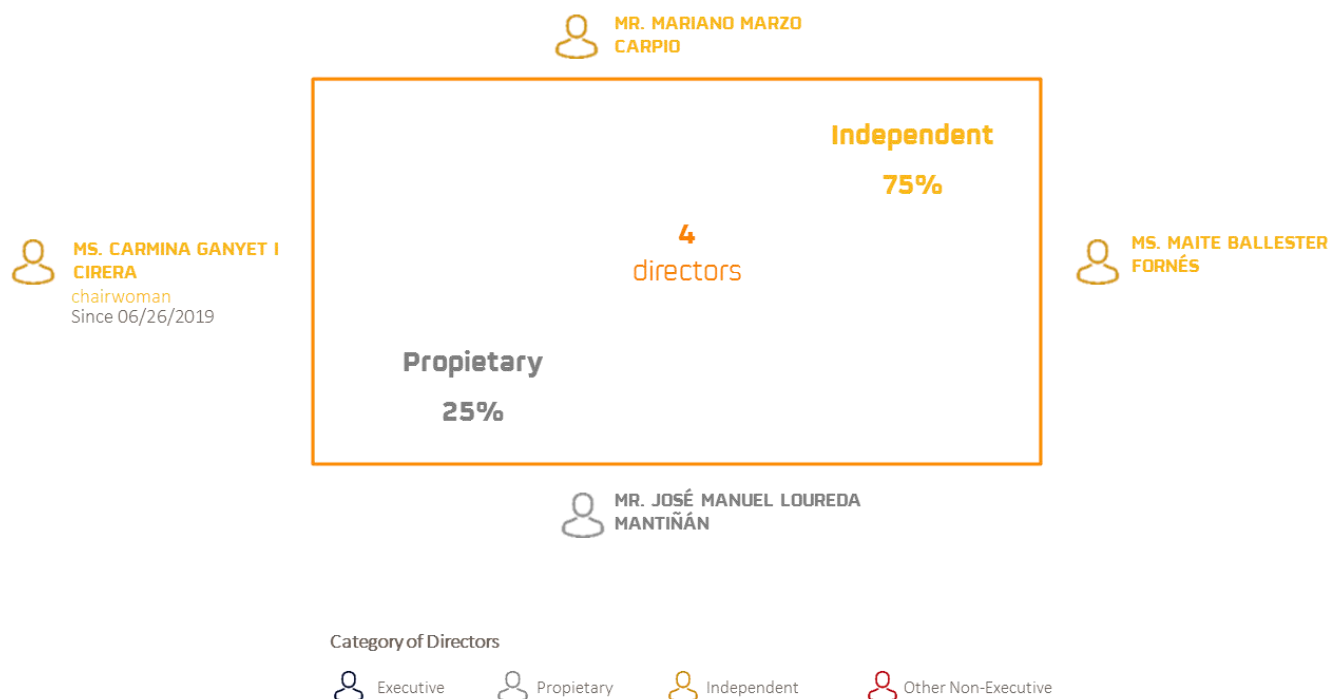 MR. MARIANO MARZO
CARPIO
Independent
75%
4
directors
MS. CARMINA GANYET I
CIRERA
chairwoman
Since 06/26/2019
MS. MAITE BALLESTER
FORNÉS
Propietary
25%
MR. JOSÉ MANUEL LOUREDA
MANTIÑÁN
Category of Directors
Executive
Propietary
Independent
Other Non-Executive